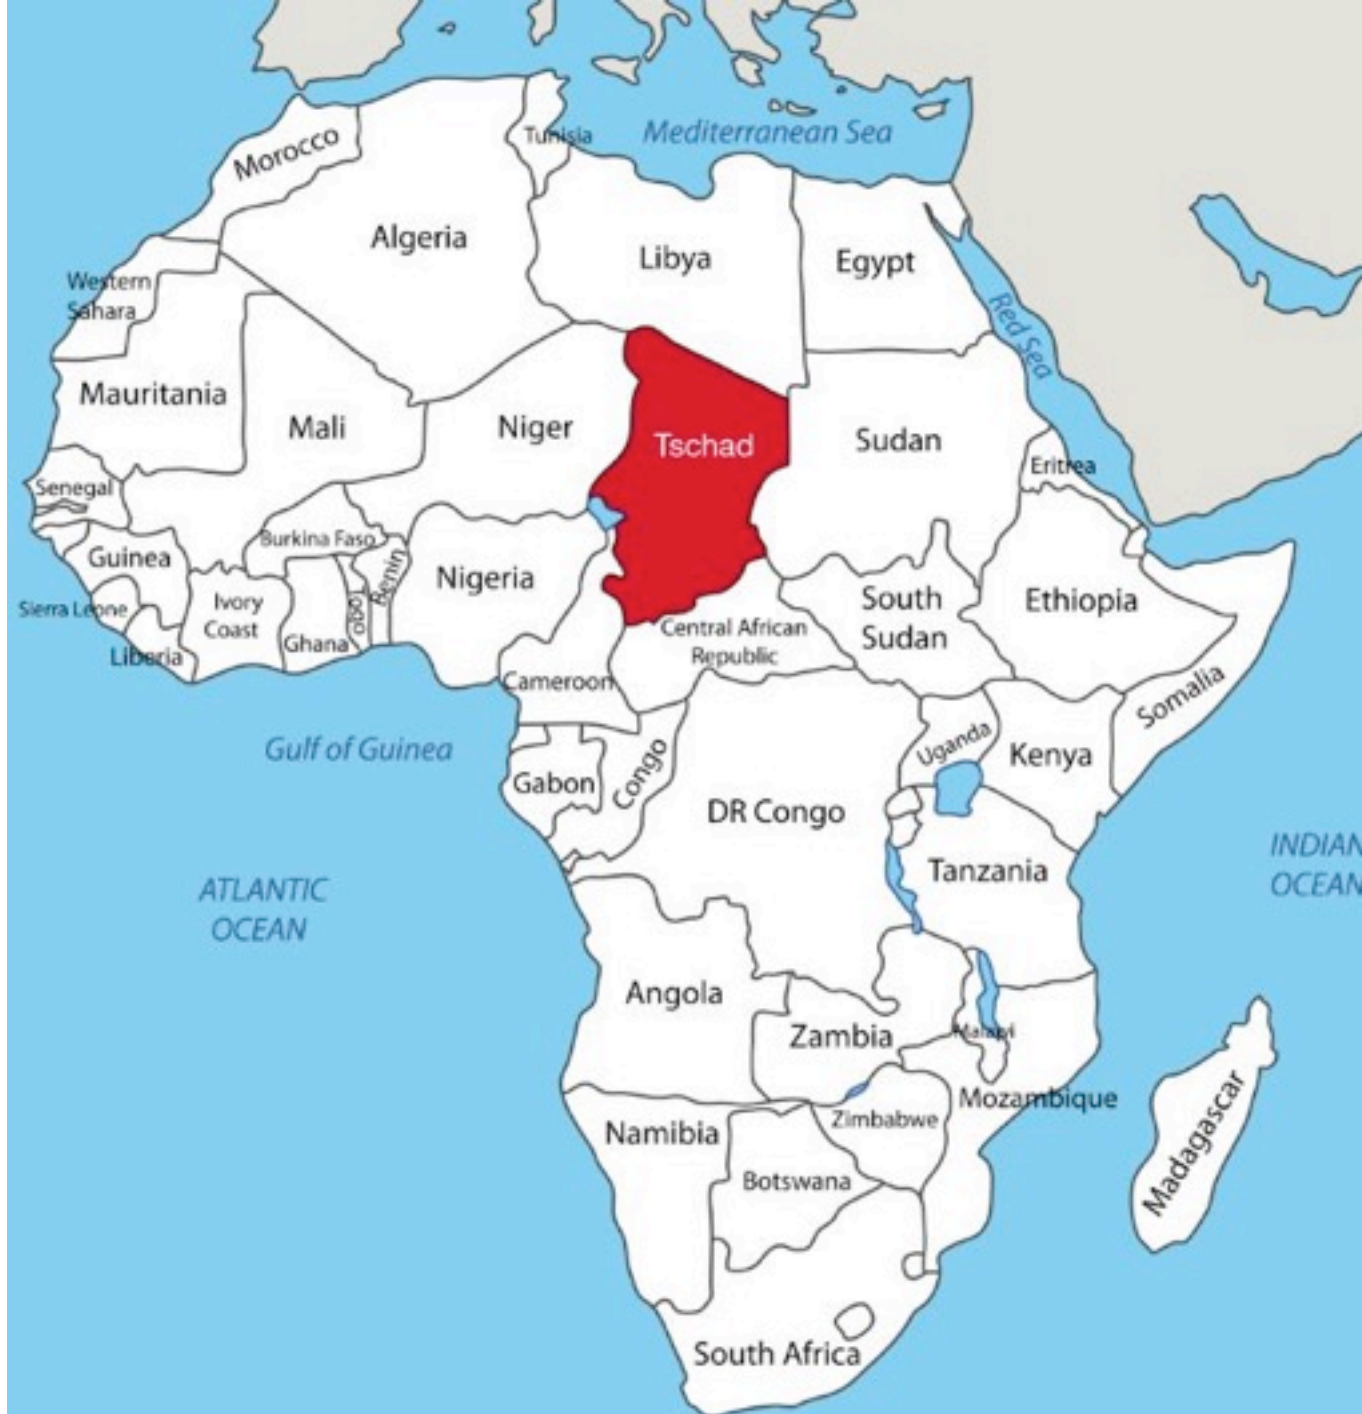 Mediterranean Sea
Tunisia
Morocco
Algeria
Libya
Egypt
Western
Sahara
Red Sea
Mauritania
Mali
Niger
Tschad
Sudan
Eritrea
Senegal
Burkina Faso
Guinea
Benin
Nigeria
Togo
Ivory
Coast
Ghana
Sierra Leone
Liberia
South
Sudan
Ethiopia
Central African
Republic
Cameroon
Somalia
Uganda
Kenya
Gulf of Guinea
Gabon
Congo
DR Congo
Tanzania
INDIAN
OCEAN
ATLANTIC
OCEAN
Angola
Zambia
Malapi
Mozambique
Zimbabwe
Namibia
Botswana
Madagascar
South Africa